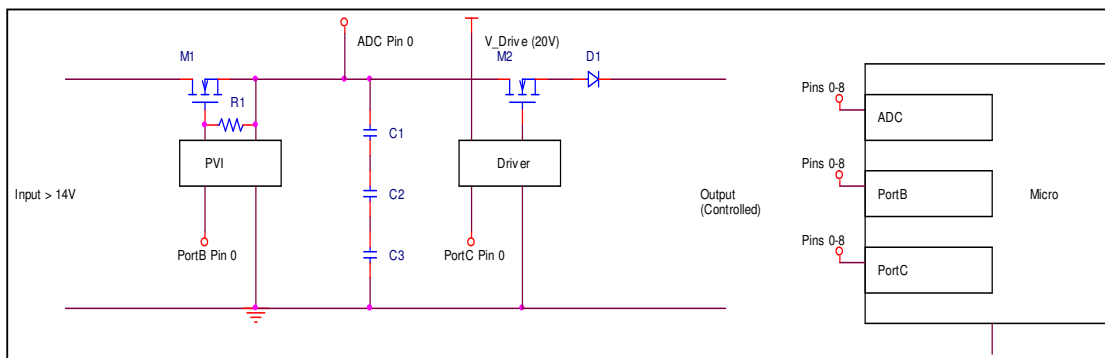 ADC Pin 0
V_Drive (20V)
M1
M2
D1
R1
C1
PVI
Driver
Input > 14V
C2
Output
(Controlled)
PortB Pin 0
C3
PortC Pin 0
Pins 0-8
ADC
Pins 0-8
PortB
Micro
Pins 0-8
PortC